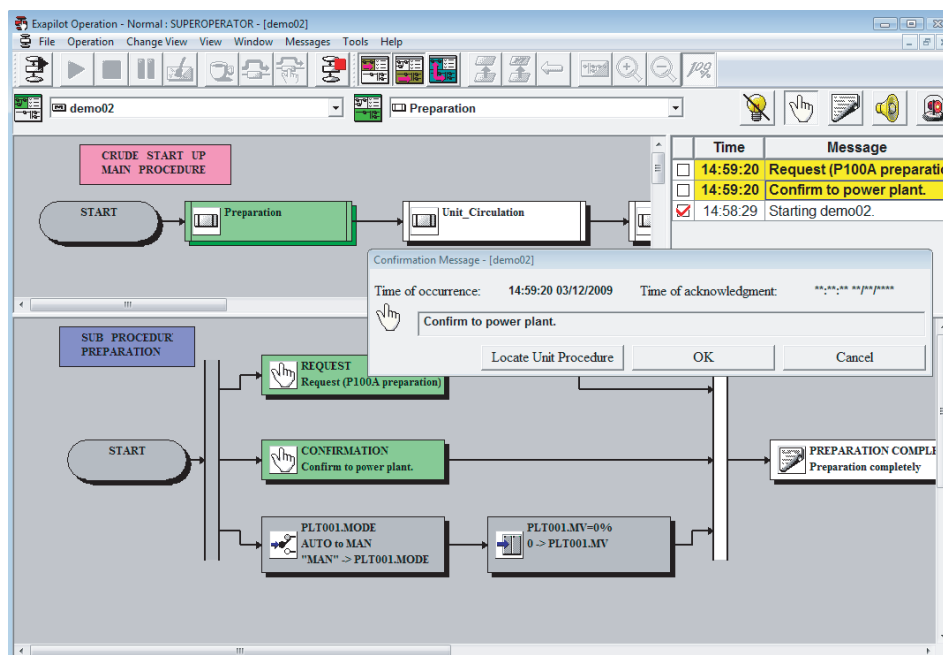 Exapilot Operation - Normal : SUPEROPERATOR - [demo02]
File Operation Change View View Window Messages Tools Help
demo02
Preparation
CRUDE START UP
MAIN PROCEDURE
START
Preparation
Unit_Circulation
Time Message
14:59:20 Request (P100A preparatio
14:59:20 Confirm to power plant.
14:58:29 Starting demo02.
Confirmation Message - [demo02]
Time of occurrence: 14:59:20 03/12/2009 Time of acknowledgment: **:**:** **/**/****
Confirm to power plant.
Locate Unit Procedure OK Cancel
SUB PROCEDUR
PREPARATION
START
REQUEST
Request (P100A preparation)
CONFIRMATION
Confirm to power plant.
PLT001.MODE
AUTO to MAN
"MAN" -> PLT001.MODE
PLT001.MV=0%
0 -> PLT001.MV
PREPARATION COMPLE
Preparation completely